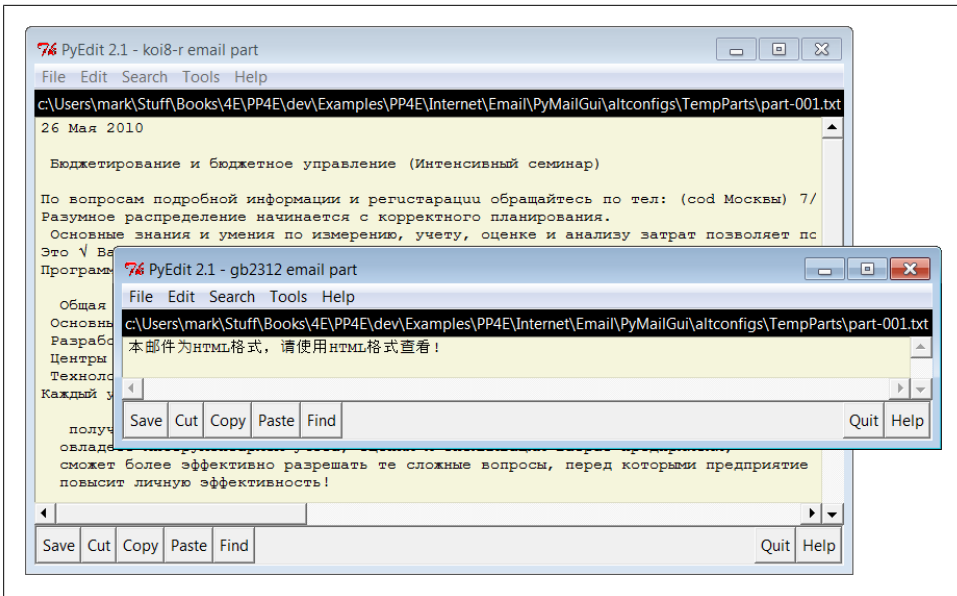 PyEdit 2.1 - koi8-r email part
File Edit Search Tools Help
c:\Users\mark\Stuff\Books\4E\PP4E\dev\Examples\PP4E\Internet\Email\PyMailGui\altconfigs\TempParts\part-001.txt
26 Мая 2010
Бюджетирование и бюджетное управление (Интенсивный семинар)
По вопросам подробной информации и регuстарацuu обращайтесь по тел: (cod Москвы) 7/
Разумное распределение начинается с корректного планирования.
Основные знания и умения по измерению, учету, оценке и анализу затрат позволяет пс
Это √ Ва
Программ
Общая
Основны
Разрабо
Центры
Каждый у
получ
сможет более эффективно разрешать те сложные вопросы, перед которыми предприятие
повысит личную эффективность!
Save Cut Copy Paste Find Quit Help
PyEdit 2.1 - gb2312 email part
File Edit Search Tools Help
c:\Users\mark\Stuff\Books\4E\PP4E\dev\Examples\PP4E\Internet\Email\PyMailGui\altconfigs\TempParts\part-001.txt
本邮件为HTML格式，请使用HTML格式查看！
Save Cut Copy Paste Find Quit Help